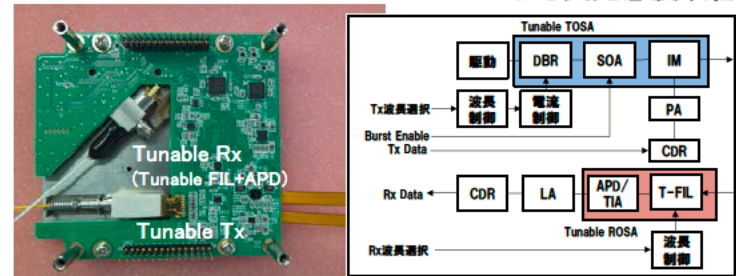 Tunable Rx
(Tunable FIL+APD)
Tunable Tx
Tunable TOSA
駆動
DBR
SOA
IM
Tx波長選択
波長
制御
電流
制御
PA
Burst Enable
Tx Data
CDR
Rx Data
CDR
LA
APD/
TIA
T-FIL
Tunable ROSA
Rx波長選択
波長
制御